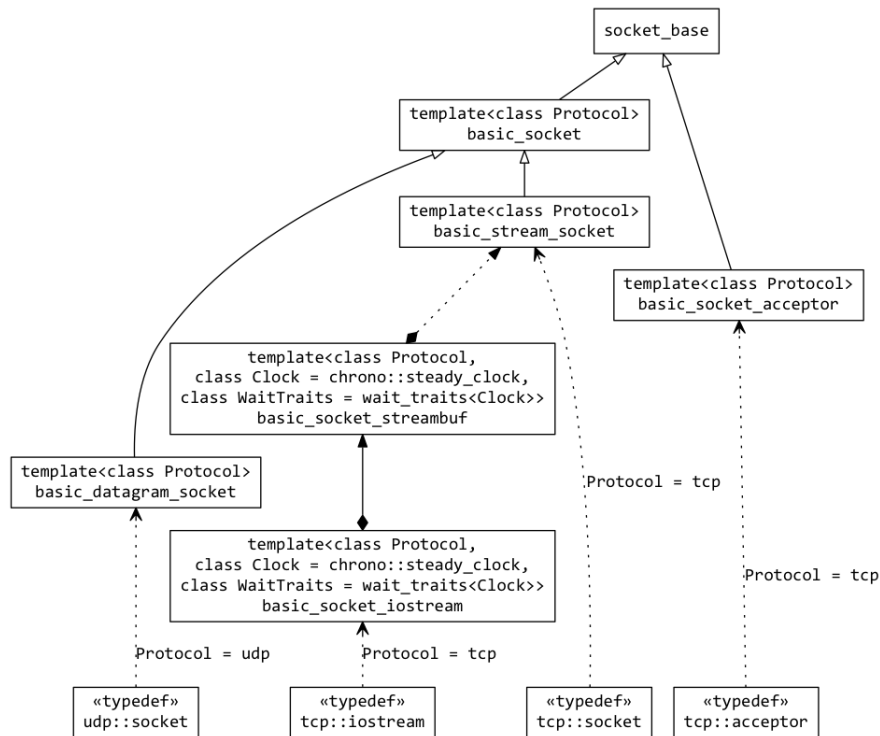 socket_base
template<class Protocol>
basic_socket
template<class Protocol>
basic_stream_socket
template<class Protocol>
basic_socket_acceptor
template<class Protocol,
class Clock = chrono::steady_clock,
class WaitTraits = wait_traits<Clock>>
basic_socket_streambuf
template<class Protocol>
basic_datagram_socket
Protocol = tcp
template<class Protocol,
class Clock = chrono::steady_clock,
class WaitTraits = wait_traits<Clock>>
basic_socket_iostream
Protocol = tcp
Protocol = udp
Protocol = tcp
«typedef»
udp::socket
«typedef»
tcp::iostream
«typedef»
tcp::socket
«typedef»
tcp::acceptor